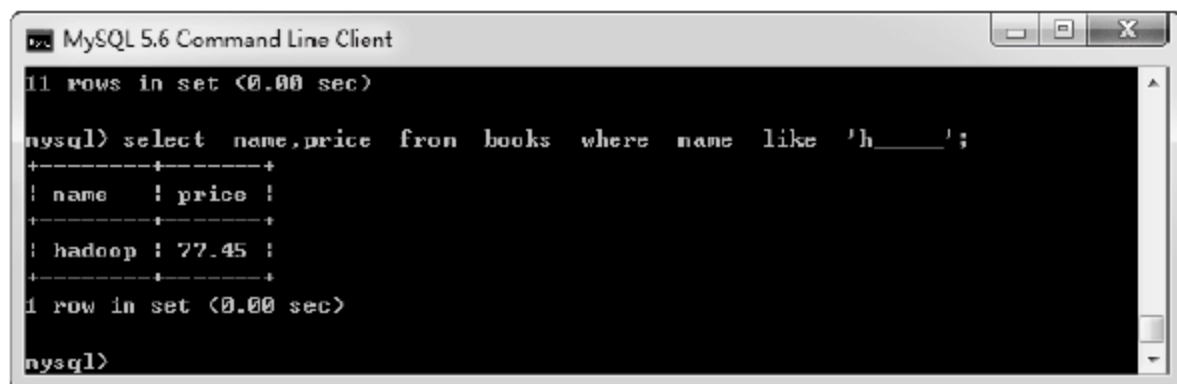 MySQL 5.6 Command Line Client
11 rows in set (0.00 sec)
mysql> select  name,price  from  books  where  name  like  'h_____';
+--------+-------+
| name   | price |
+--------+-------+
| hadoop | 77.45 |
+--------+-------+
1 row in set (0.00 sec)
mysql>